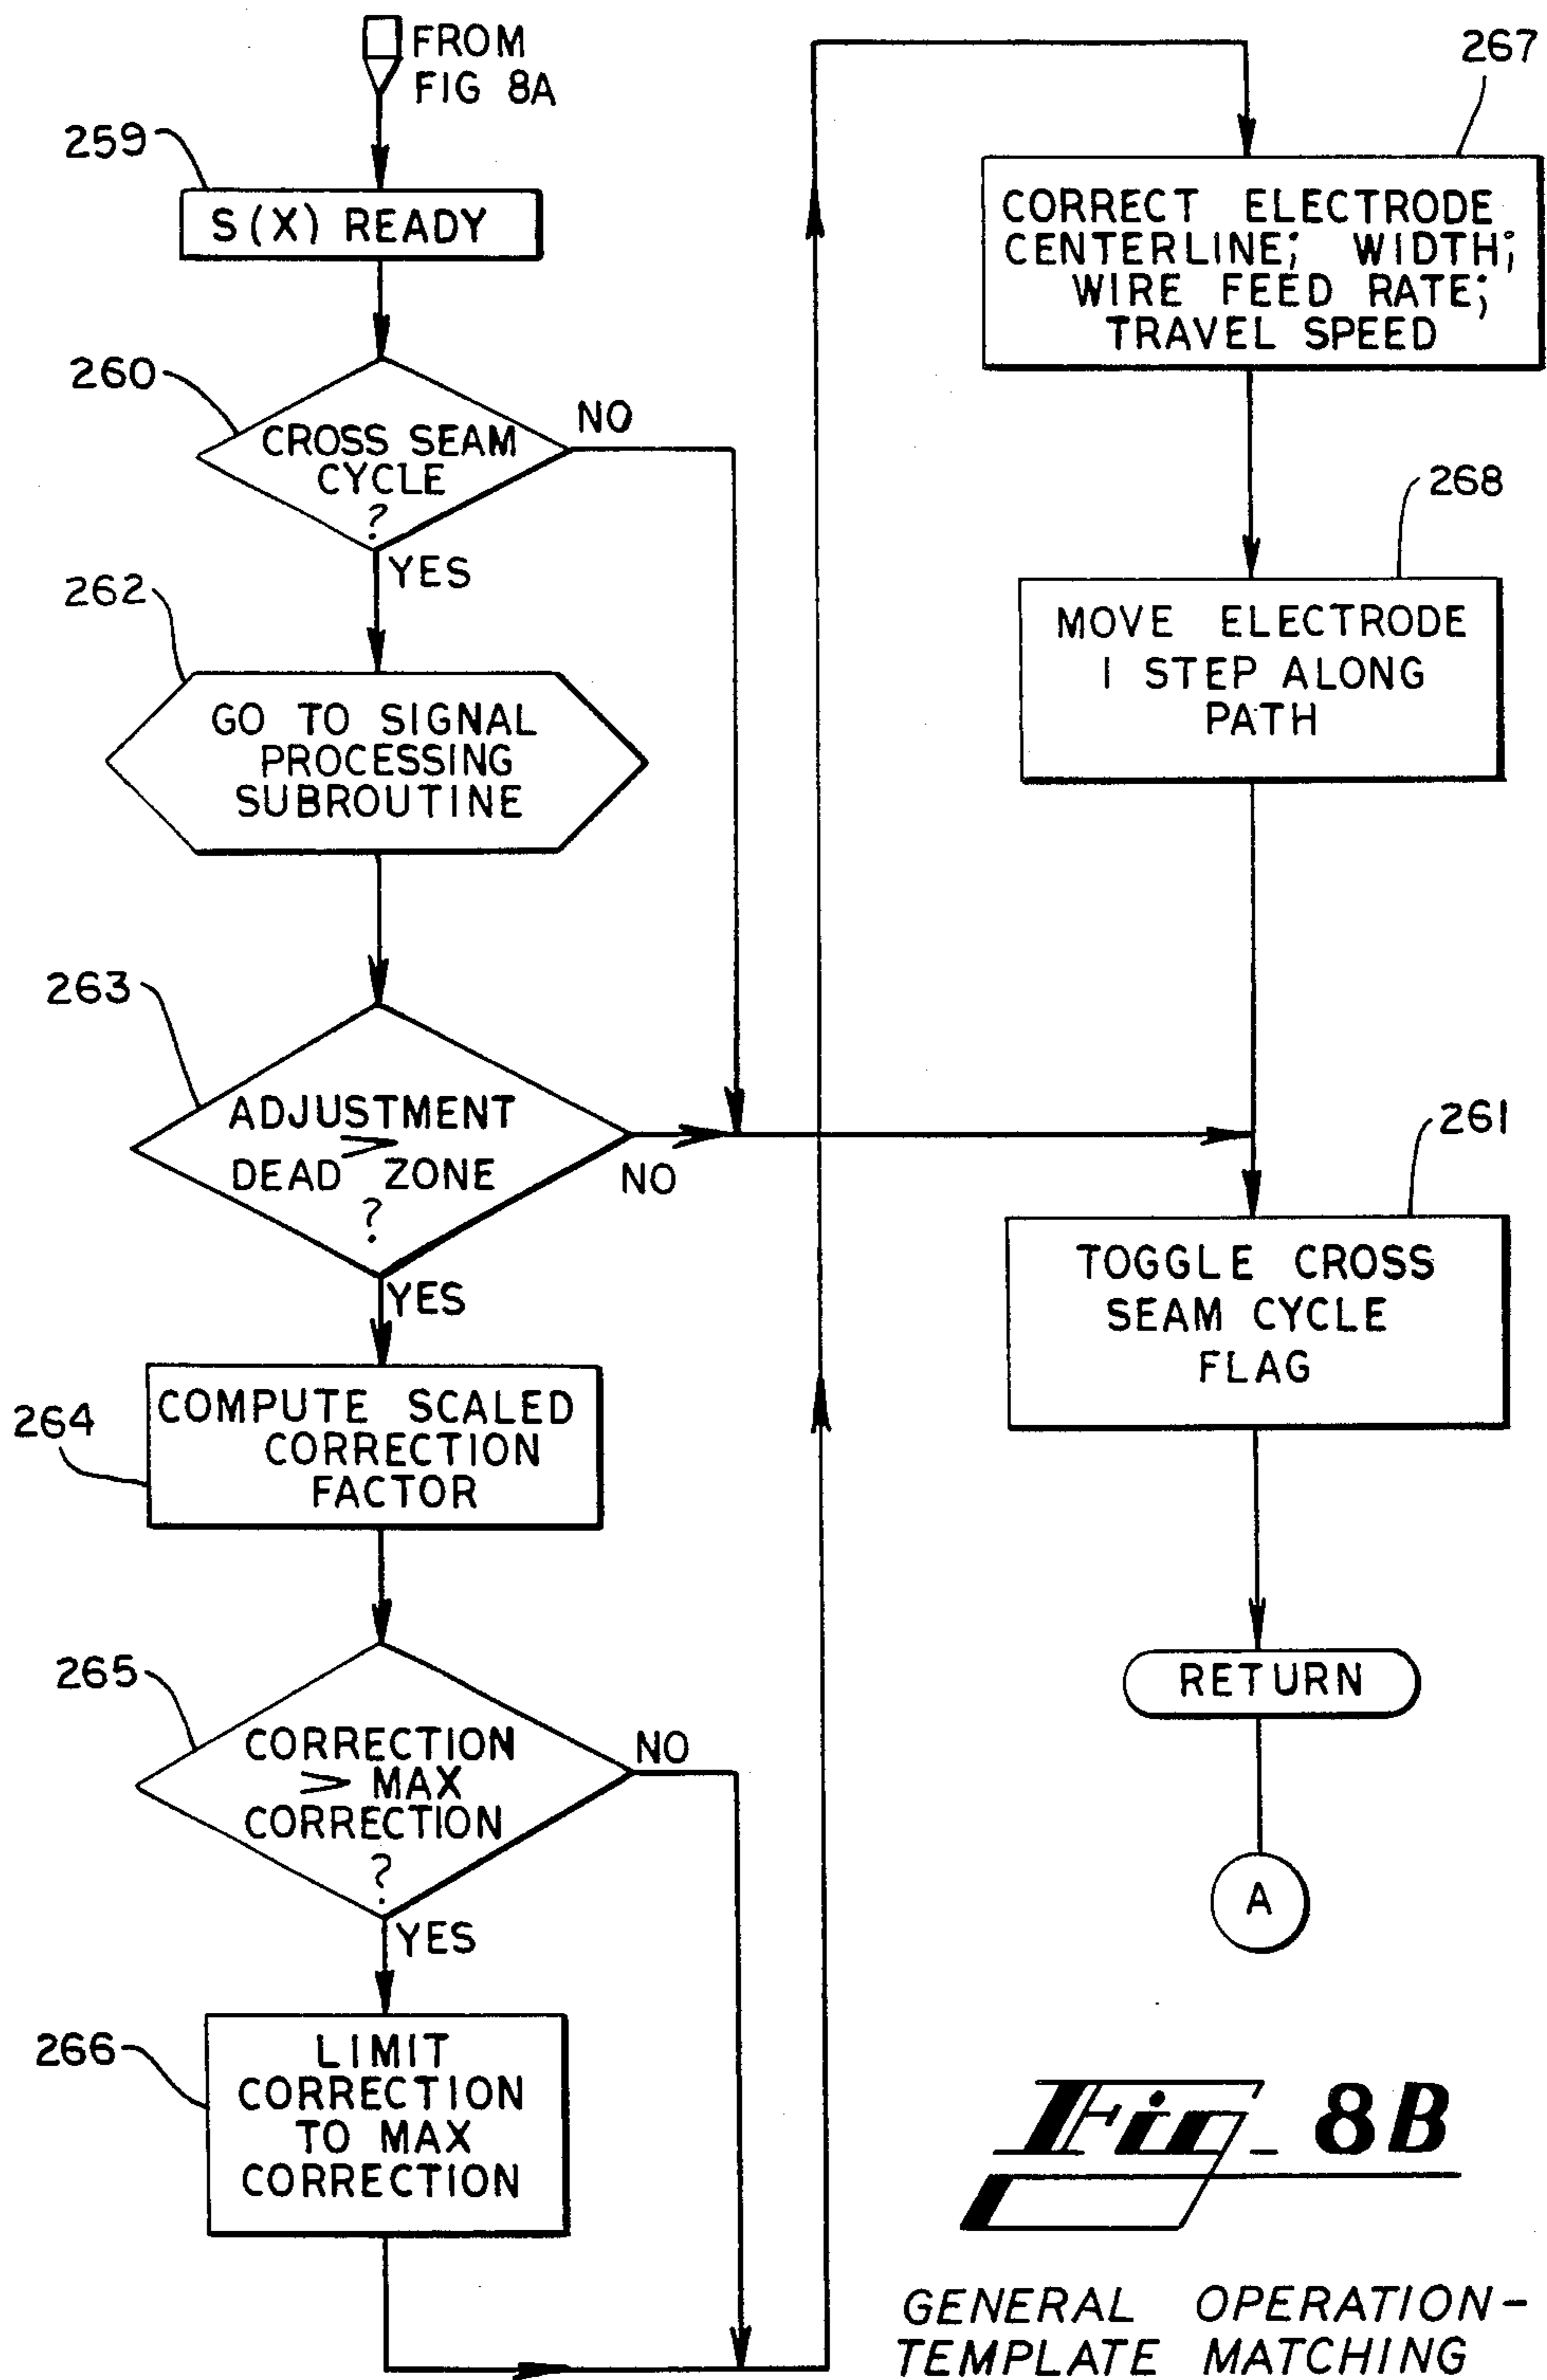 FROM
FIG 8A
259
S(X) READY
260
CROSS SEAM
CYCLE
?
NO
YES
262
GO TO SIGNAL
PROCESSING
SUBROUTINE
263
ADJUSTMENT
>
DEAD ZONE
?
NO
YES
264
COMPUTE SCALED
CORRECTION
FACTOR
265
CORRECTION
> MAX
CORRECTION
?
NO
YES
266
LIMIT
CORRECTION
TO MAX
CORRECTION
267
CORRECT ELECTRODE
CENTERLINE; WIDTH;
WIRE FEED RATE;
TRAVEL SPEED
268
MOVE ELECTRODE
1 STEP ALONG
PATH
261
TOGGLE CROSS
SEAM CYCLE
FLAG
RETURN
A
Fig_ 8B
GENERAL OPERATION-
TEMPLATE MATCHING